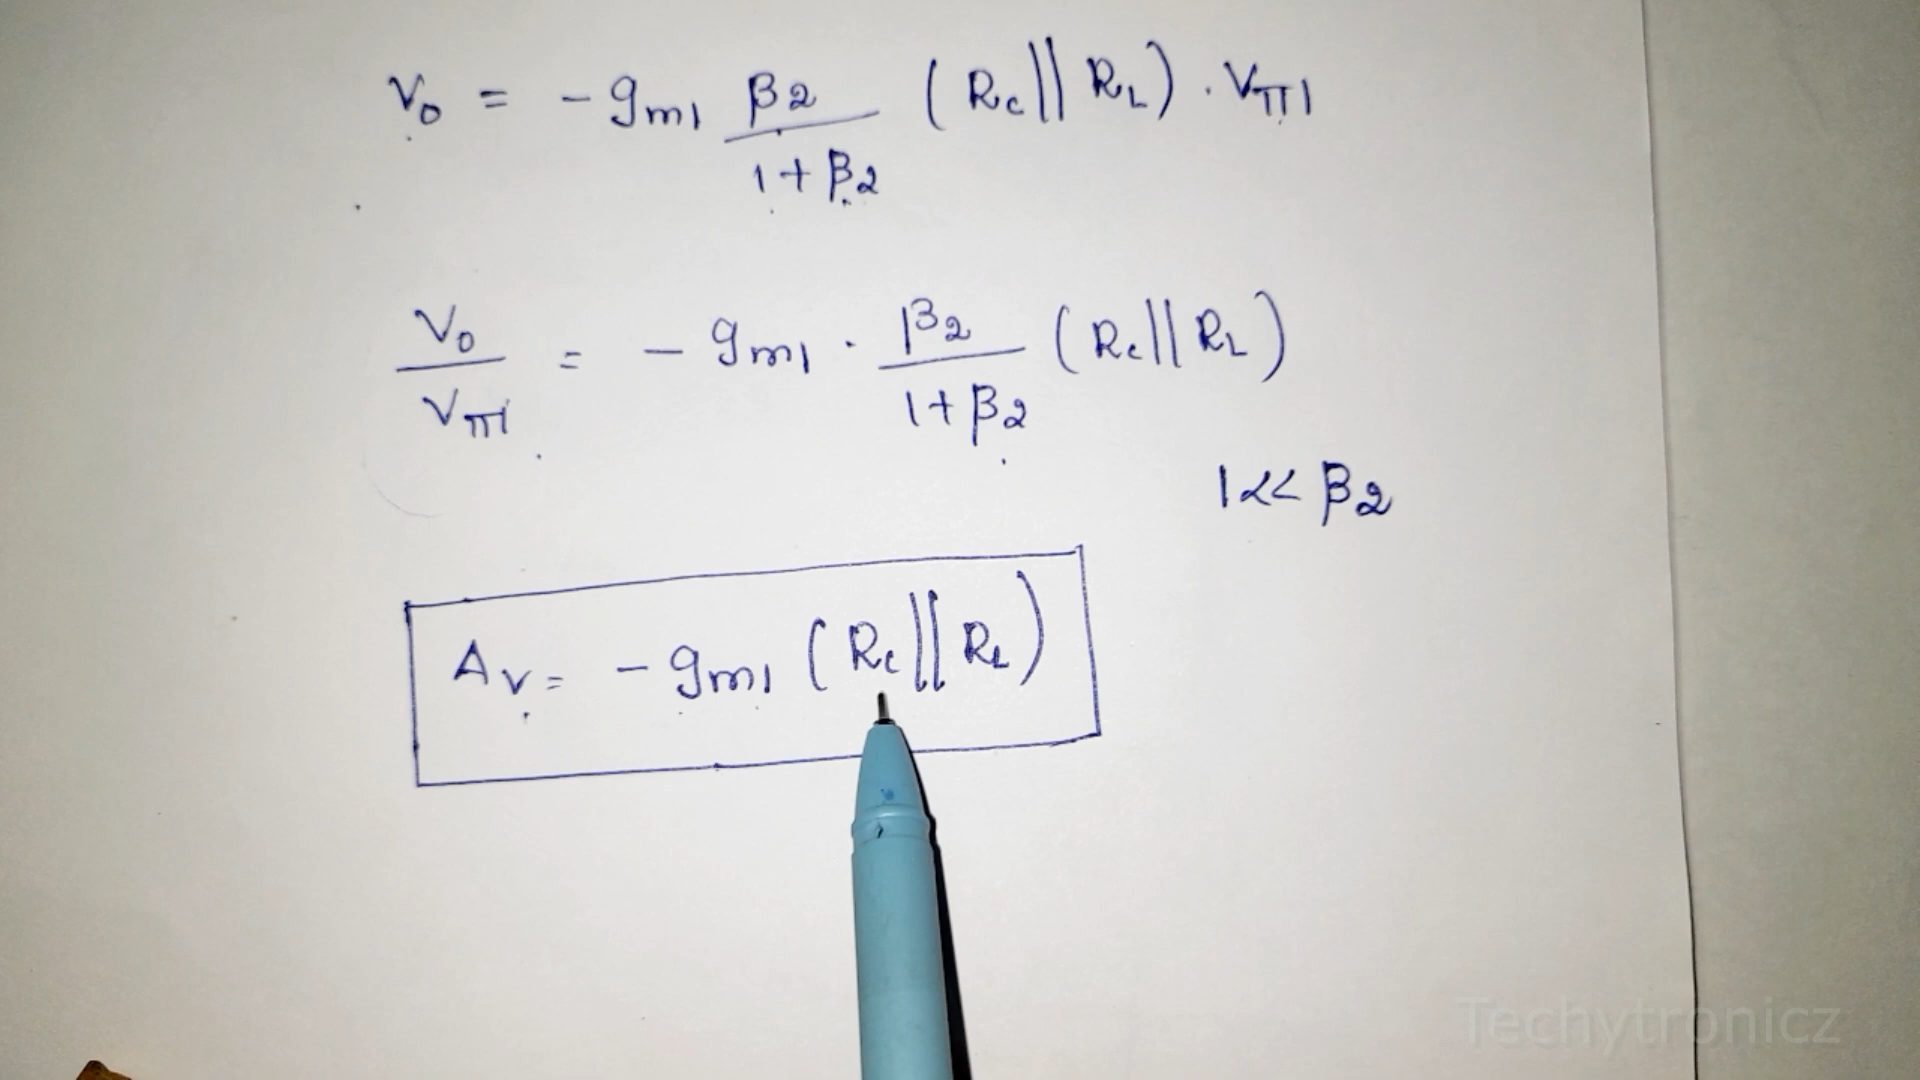 V₀ = - gm1 β2/(1+β2) (Rc||RL) . Vπ1
V₀/Vπ1 = - gm1 . β2/(1+β2) (Rc||RL)
1<< β2
Av = - gm1 (Rc||RL)
Techytronicz